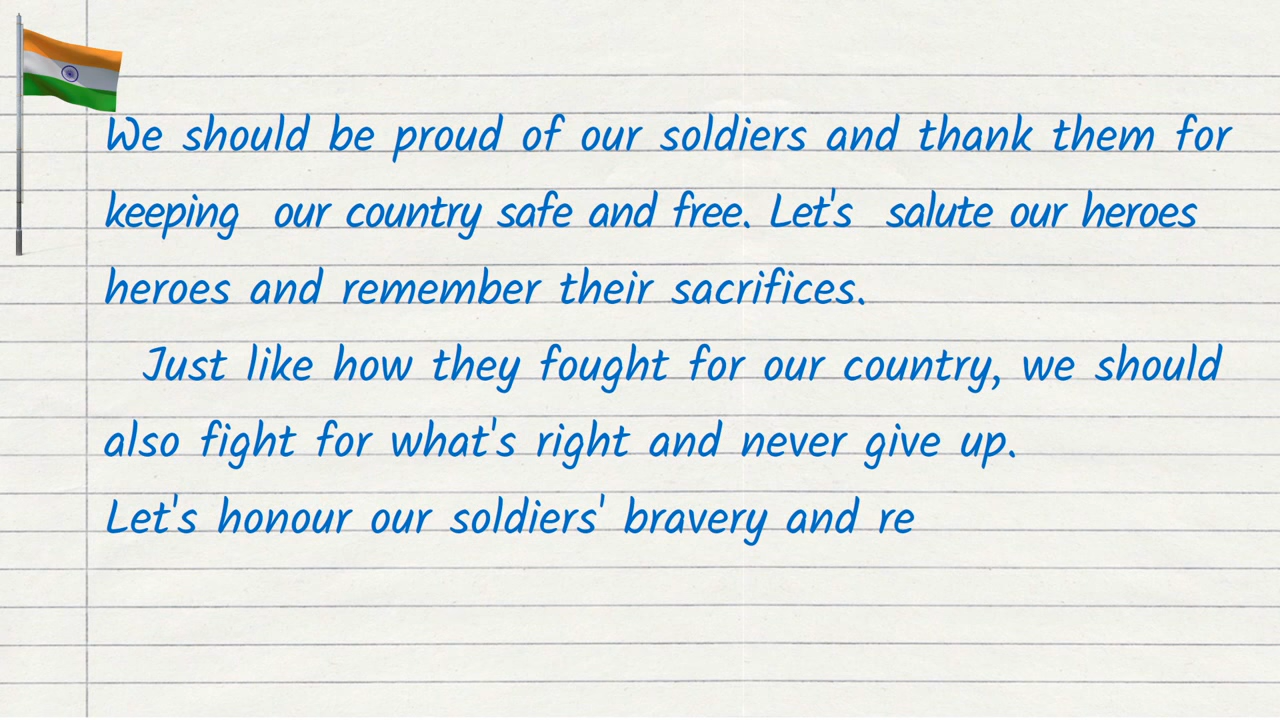 We should be proud of our soldiers and thank them for
keeping our country safe and free. Let's salute our heroes
heroes and remember their sacrifices.
Just like how they fought for our country, we should
also fight for what's right and never give up.
Let's honour our soldiers' bravery and re